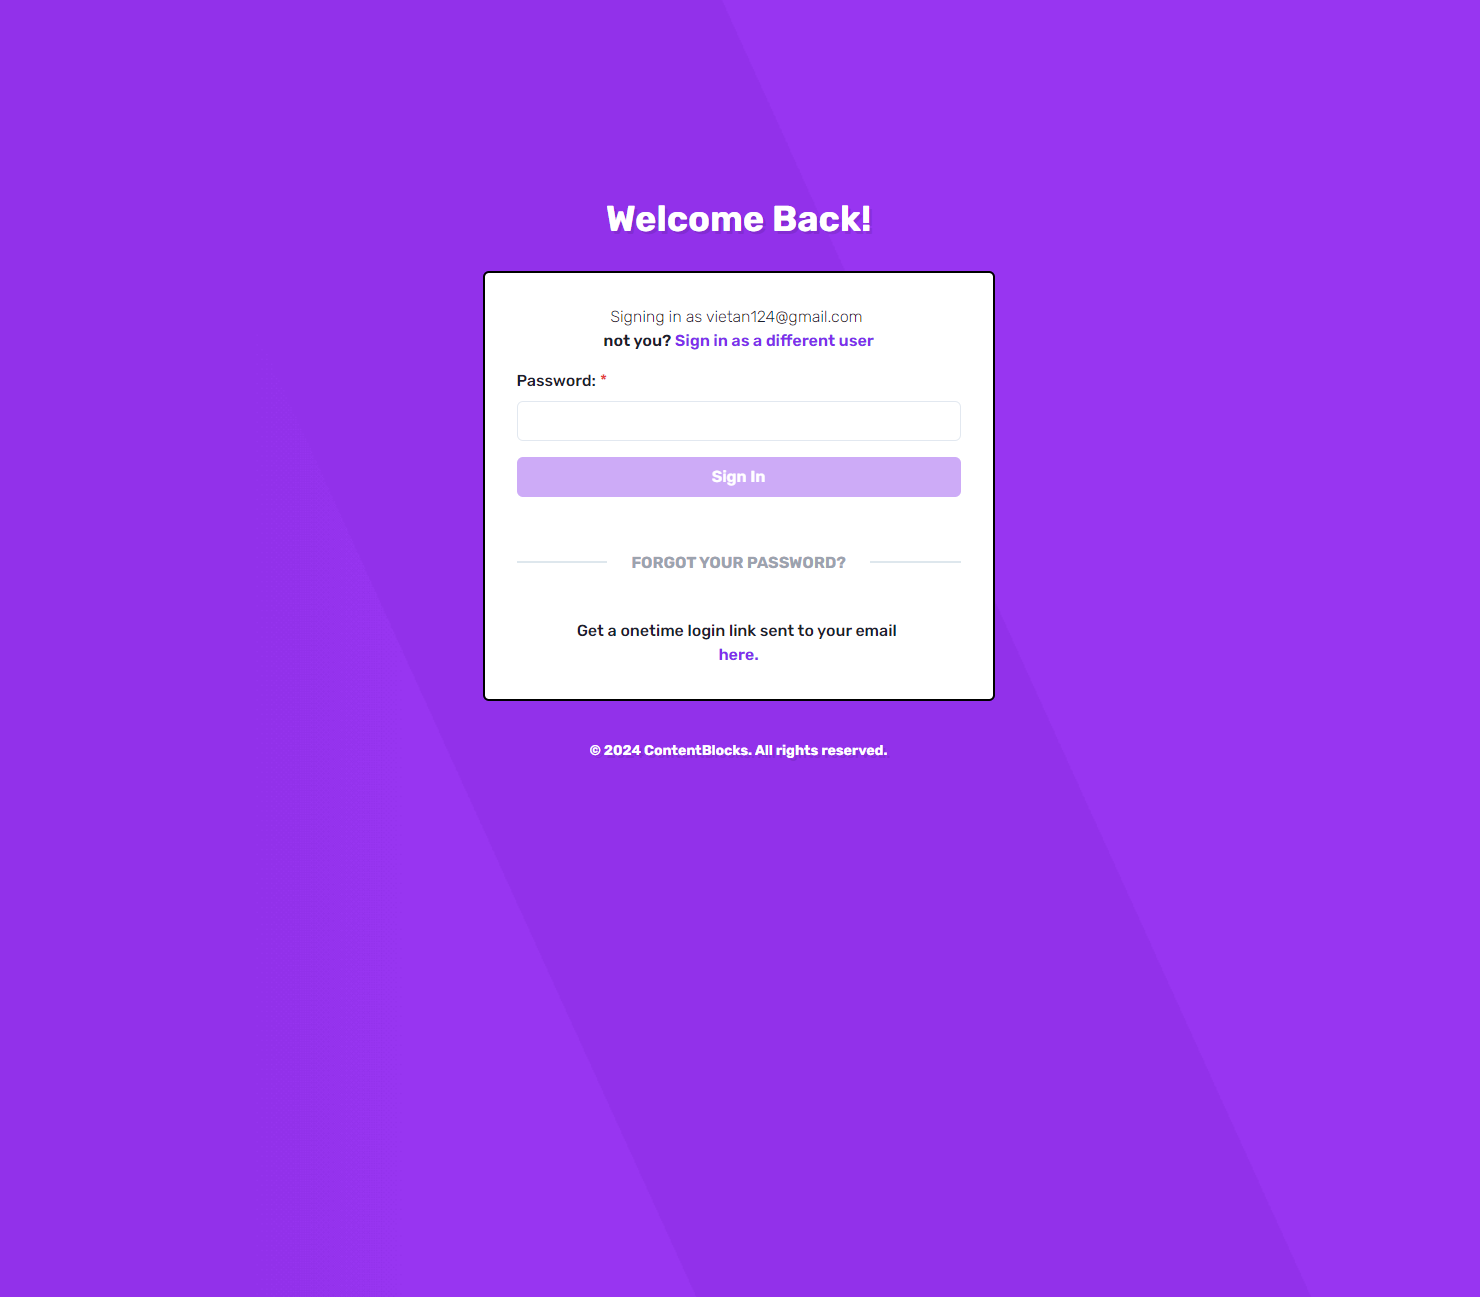 Welcome Back!
Signing in as vietan124@gmail.com
not you? Sign in as a different user
Password: *
Sign In
FORGOT YOUR PASSWORD?
Get a onetime login link sent to your email
here.
© 2024 ContentBlocks. All rights reserved.